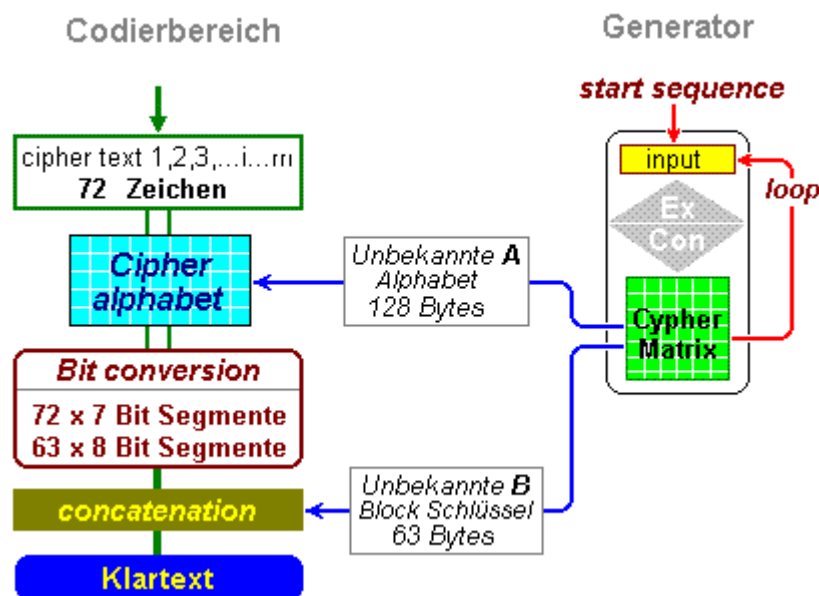 Codierbereich
Generator
start sequence
cipher text 1,2,3,...i...m
72 Zeichen
input
loop
Ex
Con
Cipher
alphabet
Unbekannte A
Alphabet
128 Bytes
Cypher
Matrix
Bit conversion
72 x 7 Bit Segmente
63 x 8 Bit Segmente
Unbekannte B
Block Schlüssel
63 Bytes
concatenation
Klartext